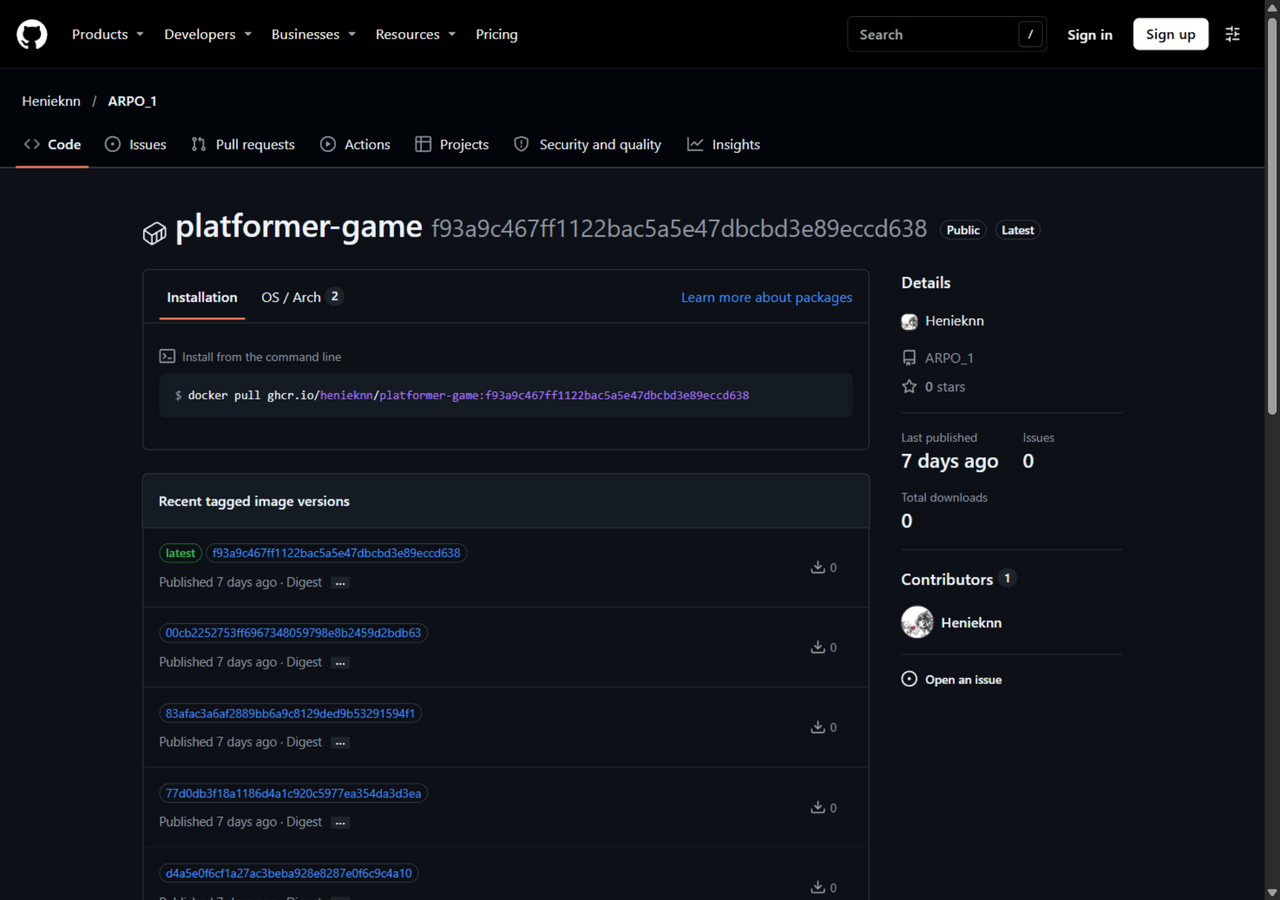 Products Developers Businesses Resources Pricing Search / Sign in Sign up
Henieknn / ARPO_1
Code Issues Pull requests Actions Projects Security and quality Insights
platformer-game f93a9c467ff1122bac5a5e47dbcbd3e89eccd638 Public Latest
Installation OS / Arch 2 Learn more about packages
Install from the command line
$ docker pull ghcr.io/henieknn/platformer-game:f93a9c467ff1122bac5a5e47dbcbd3e89eccd638
Recent tagged image versions
latest f93a9c467ff1122bac5a5e47dbcbd3e89eccd638
Published 7 days ago · Digest ...
0
00cb2252753ff6967348059798e8b2459d2bdb63
Published 7 days ago · Digest ...
0
83afac3a6af2889bb6a9c8129ded9b53291594f1
Published 7 days ago · Digest ...
0
77d0db3f18a1186d4a1c920c5977ea354da3d3ea
Published 7 days ago · Digest ...
0
d4a5e0f6cf1a27ac3beba928e8287e0f6c9c4a10
0
Details
Henieknn
ARPO_1
0 stars
Last published Issues
7 days ago 0
Total downloads
0
Contributors 1
Henieknn
Open an issue